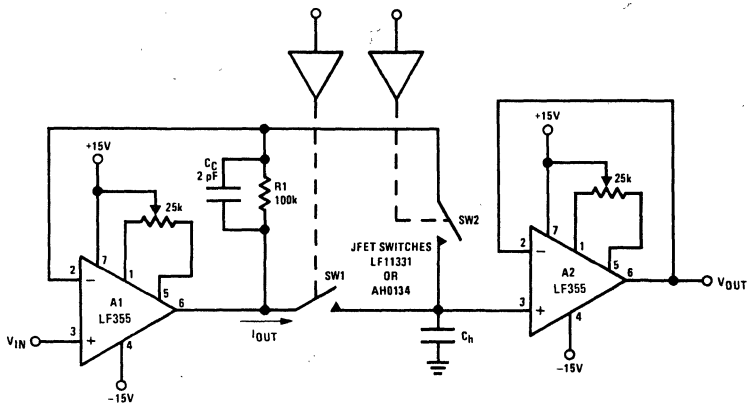 +15V
25k
7
1
5
2
−
A1
LF355
6
3
+
4
VIN
−15V
CC
2 pF
R1
100k
IOUT
SW1
JFET SWITCHES
LF11331
OR
AH0134
SW2
Ch
+15V
25k
7
1
5
2
−
A2
LF355
6
3
+
4
−15V
VOUT